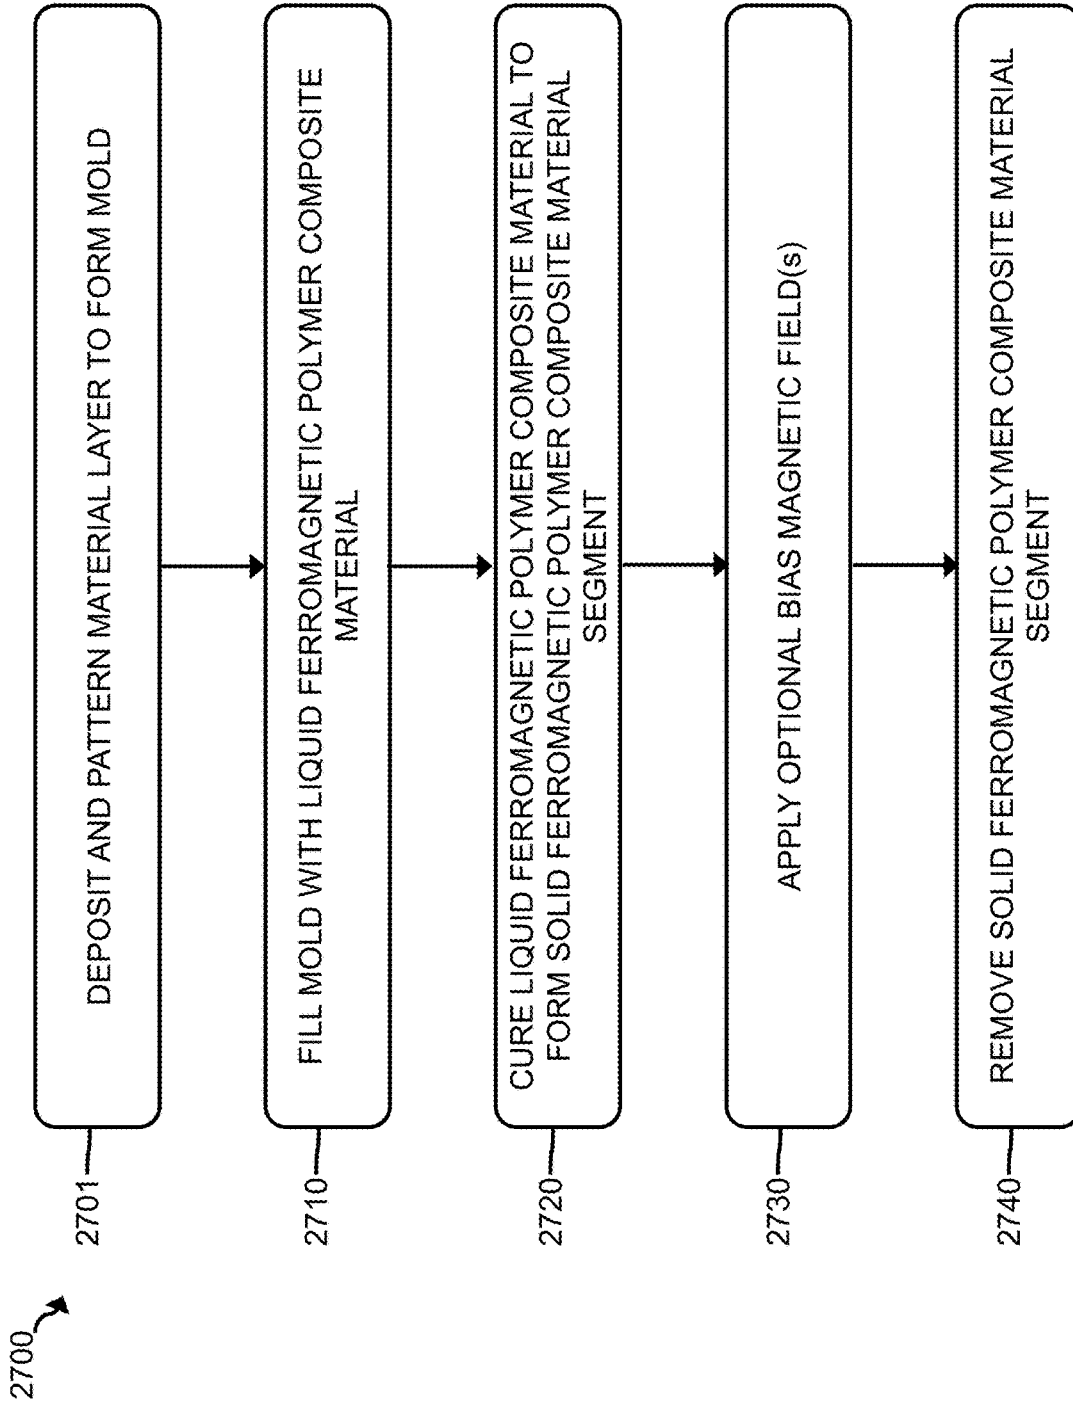 2700
2701
DEPOSIT AND PATTERN MATERIAL LAYER TO FORM MOLD
2710
FILL MOLD WITH LIQUID FERROMAGNETIC POLYMER COMPOSITE
MATERIAL
2720
CURE LIQUID FERROMAGNETIC POLYMER COMPOSITE MATERIAL TO
FORM SOLID FERROMAGNETIC POLYMER COMPOSITE MATERIAL
SEGMENT
2730
APPLY OPTIONAL BIAS MAGNETIC FIELD(s)
2740
REMOVE SOLID FERROMAGNETIC POLYMER COMPOSITE MATERIAL
SEGMENT